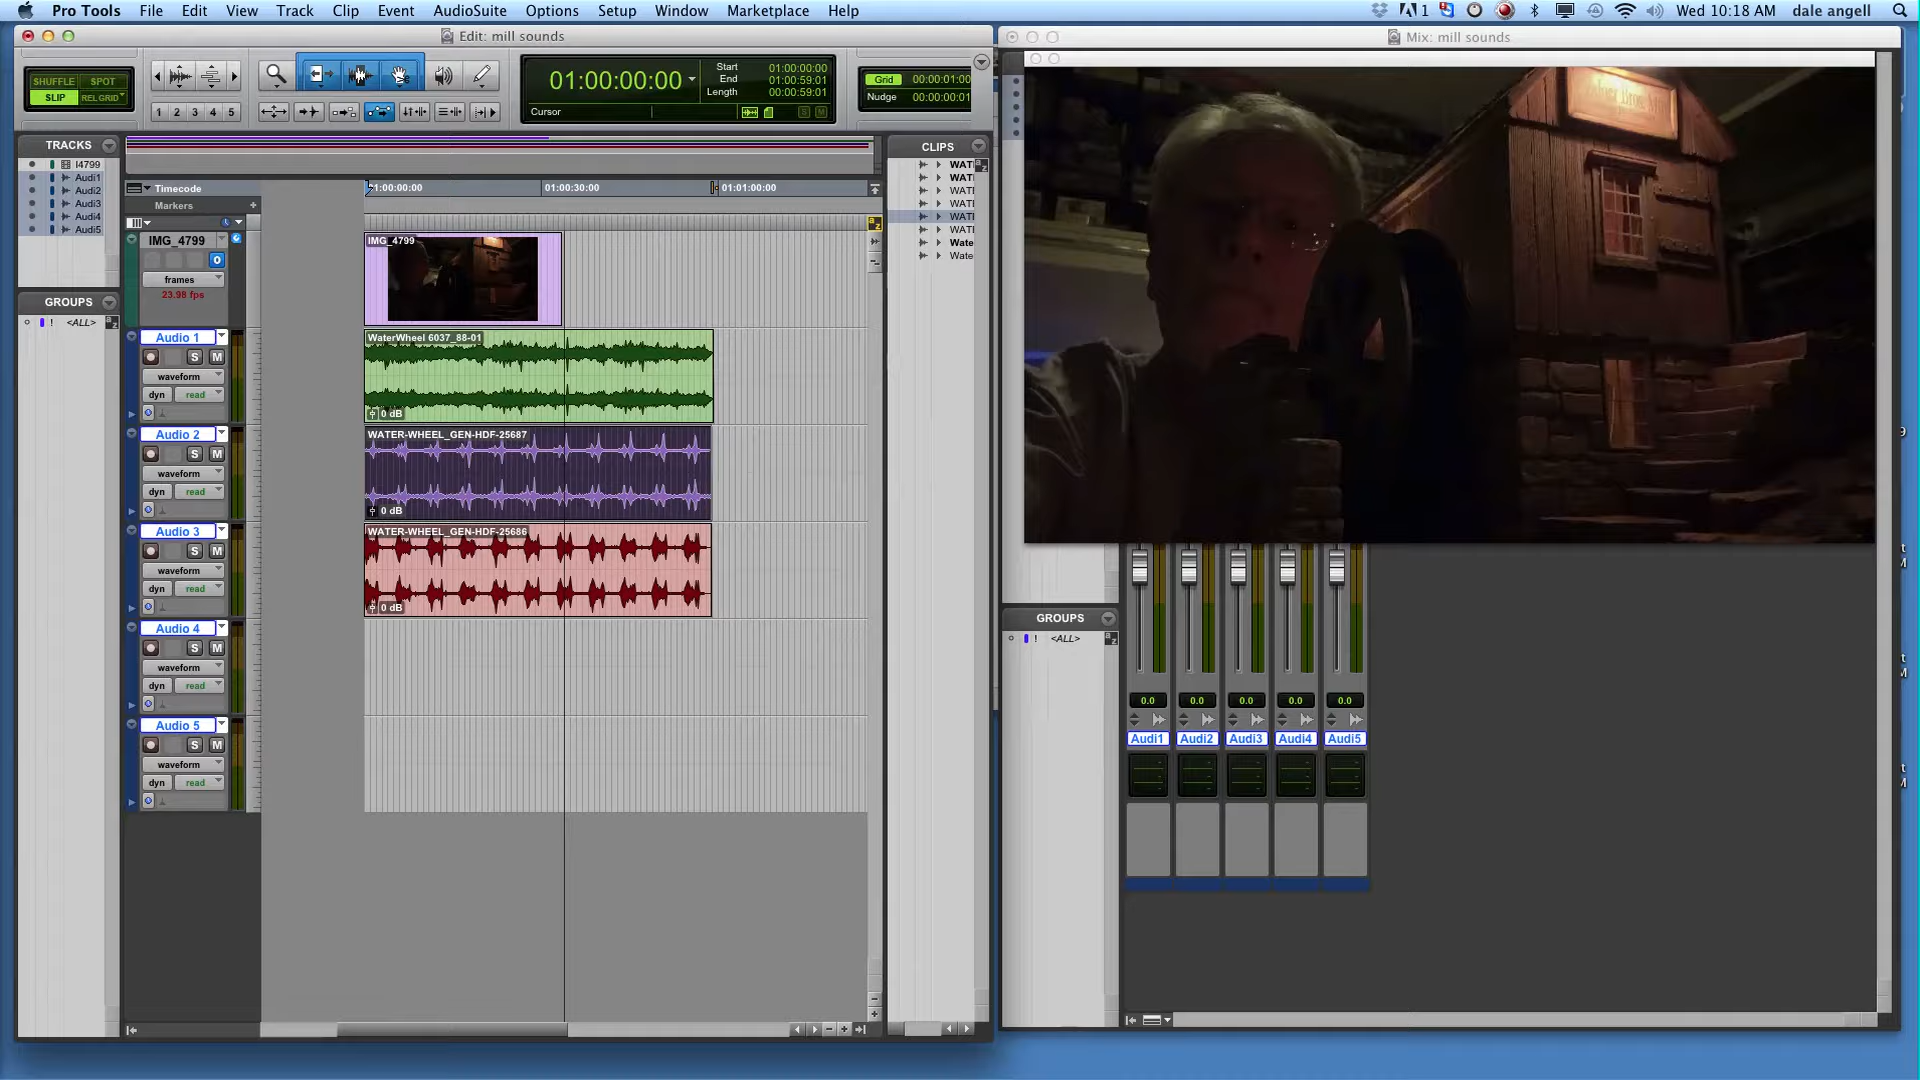 Pro Tools File Edit View Track Clip Event AudioSuite Options Setup Window Marketplace Help
1 Wed 10:18 AM dale angell
Edit: mill sounds
SHUFFLE SPOT
SLIP REL GRID
1 2 3 4 5
01:00:00:00
Start 01:00:00:00
End 01:00:59:01
Length 00:00:59:01
Cursor
Grid 00:00:01:00
Nudge 00:00:00:01
TRACKS
I4799
Audi1
Audi2
Audi3
Audi4
Audi5
GROUPS
! <ALL>
Timecode
Markers
1:00:00:00 01:00:30:00 01:01:00:00
IMG_4799
frames
23.98 fps
IMG_4799
Audio 1
S M
waveform
dyn read
WaterWheel 6037_88-01
0 dB
Audio 2
S M
waveform
dyn read
WATER-WHEEL_GEN-HDF-25687
0 dB
Audio 3
S M
waveform
dyn read
WATER-WHEEL_GEN-HDF-25686
0 dB
Audio 4
S M
waveform
dyn read
Audio 5
S M
waveform
dyn read
CLIPS
WATI
WATI
WATI
WATI
WATI
WATI
Wate
Wate
Mix: mill sounds
GROUPS
! <ALL>
0.0 0.0 0.0 0.0 0.0
Audi1 Audi2 Audi3 Audi4 Audi5